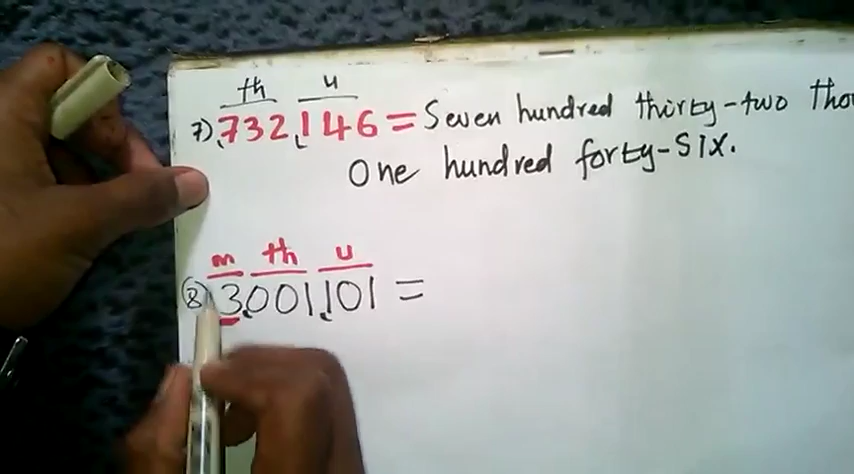 th u
7) 732,146 = Seven hundred thirty-two
One hundred forty-six.
m th u
8) 3,001,101 =